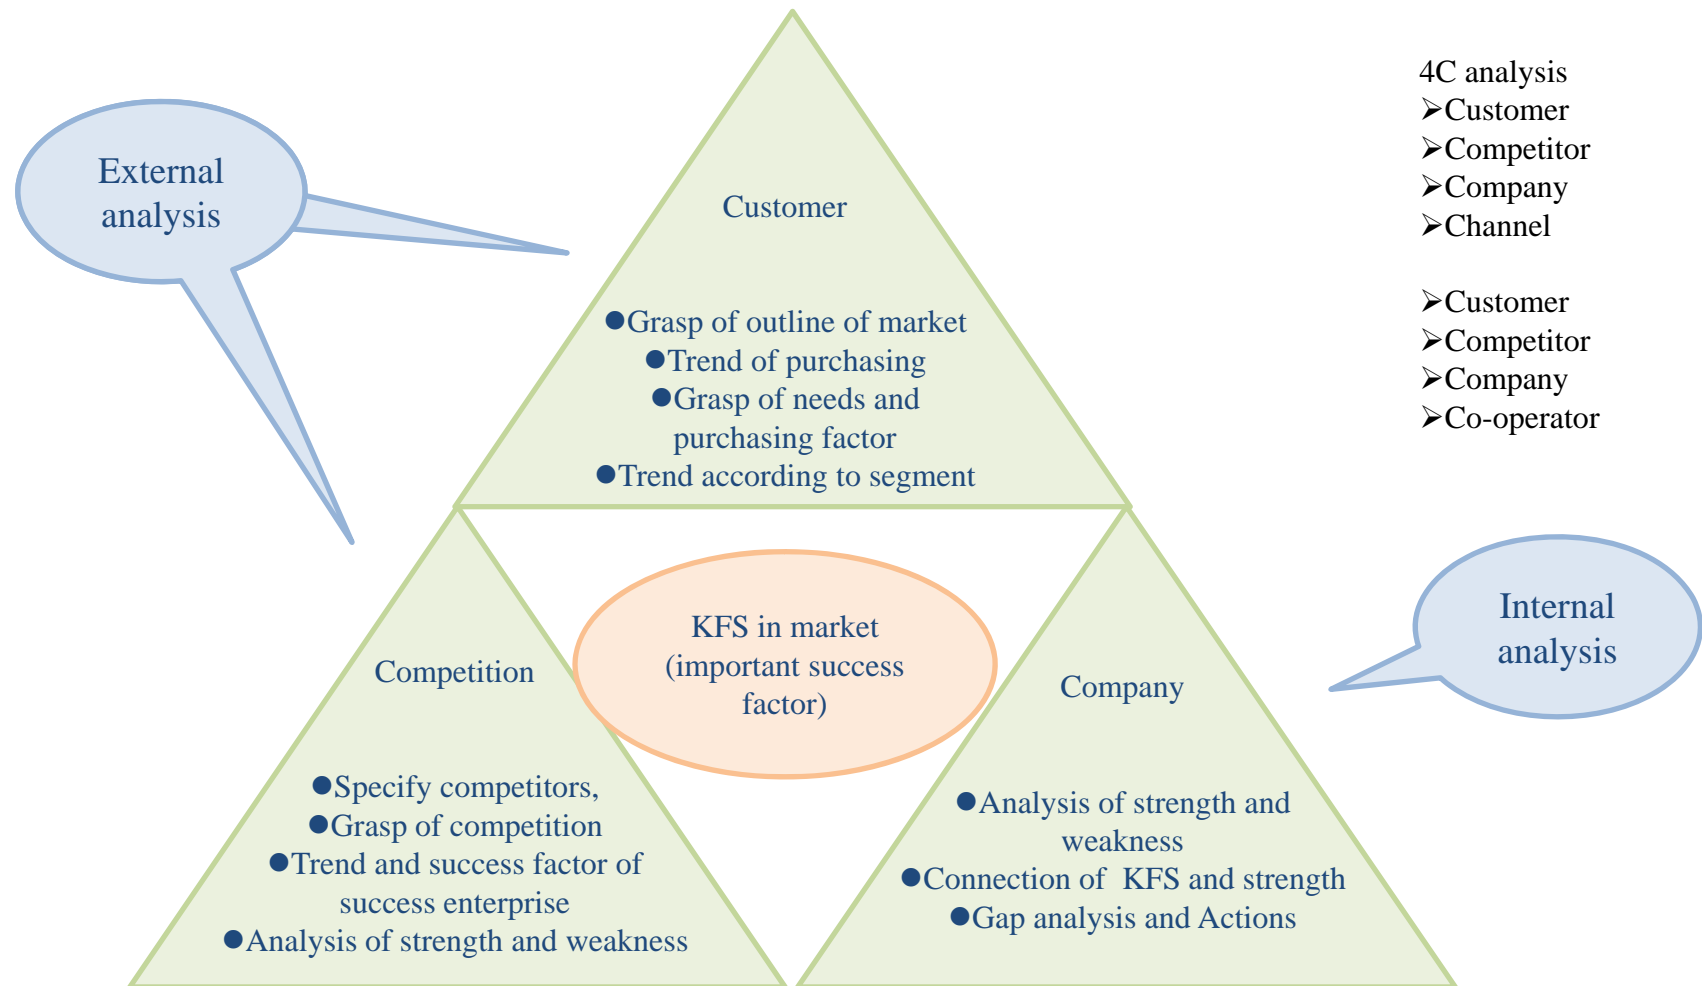 External
analysis
Customer
●Grasp of outline of market
●Trend of purchasing
●Grasp of needs and
purchasing factor
●Trend according to segment
4C analysis
➢Customer
➢Competitor
➢Company
➢Channel
➢Customer
➢Competitor
➢Company
➢Co-operator
KFS in market
(important success
factor)
Competition
●Specify competitors,
●Grasp of competition
●Trend and success factor of
success enterprise
●Analysis of strength and weakness
Company
●Analysis of strength and
weakness
●Connection of  KFS and strength
●Gap analysis and Actions
Internal
analysis